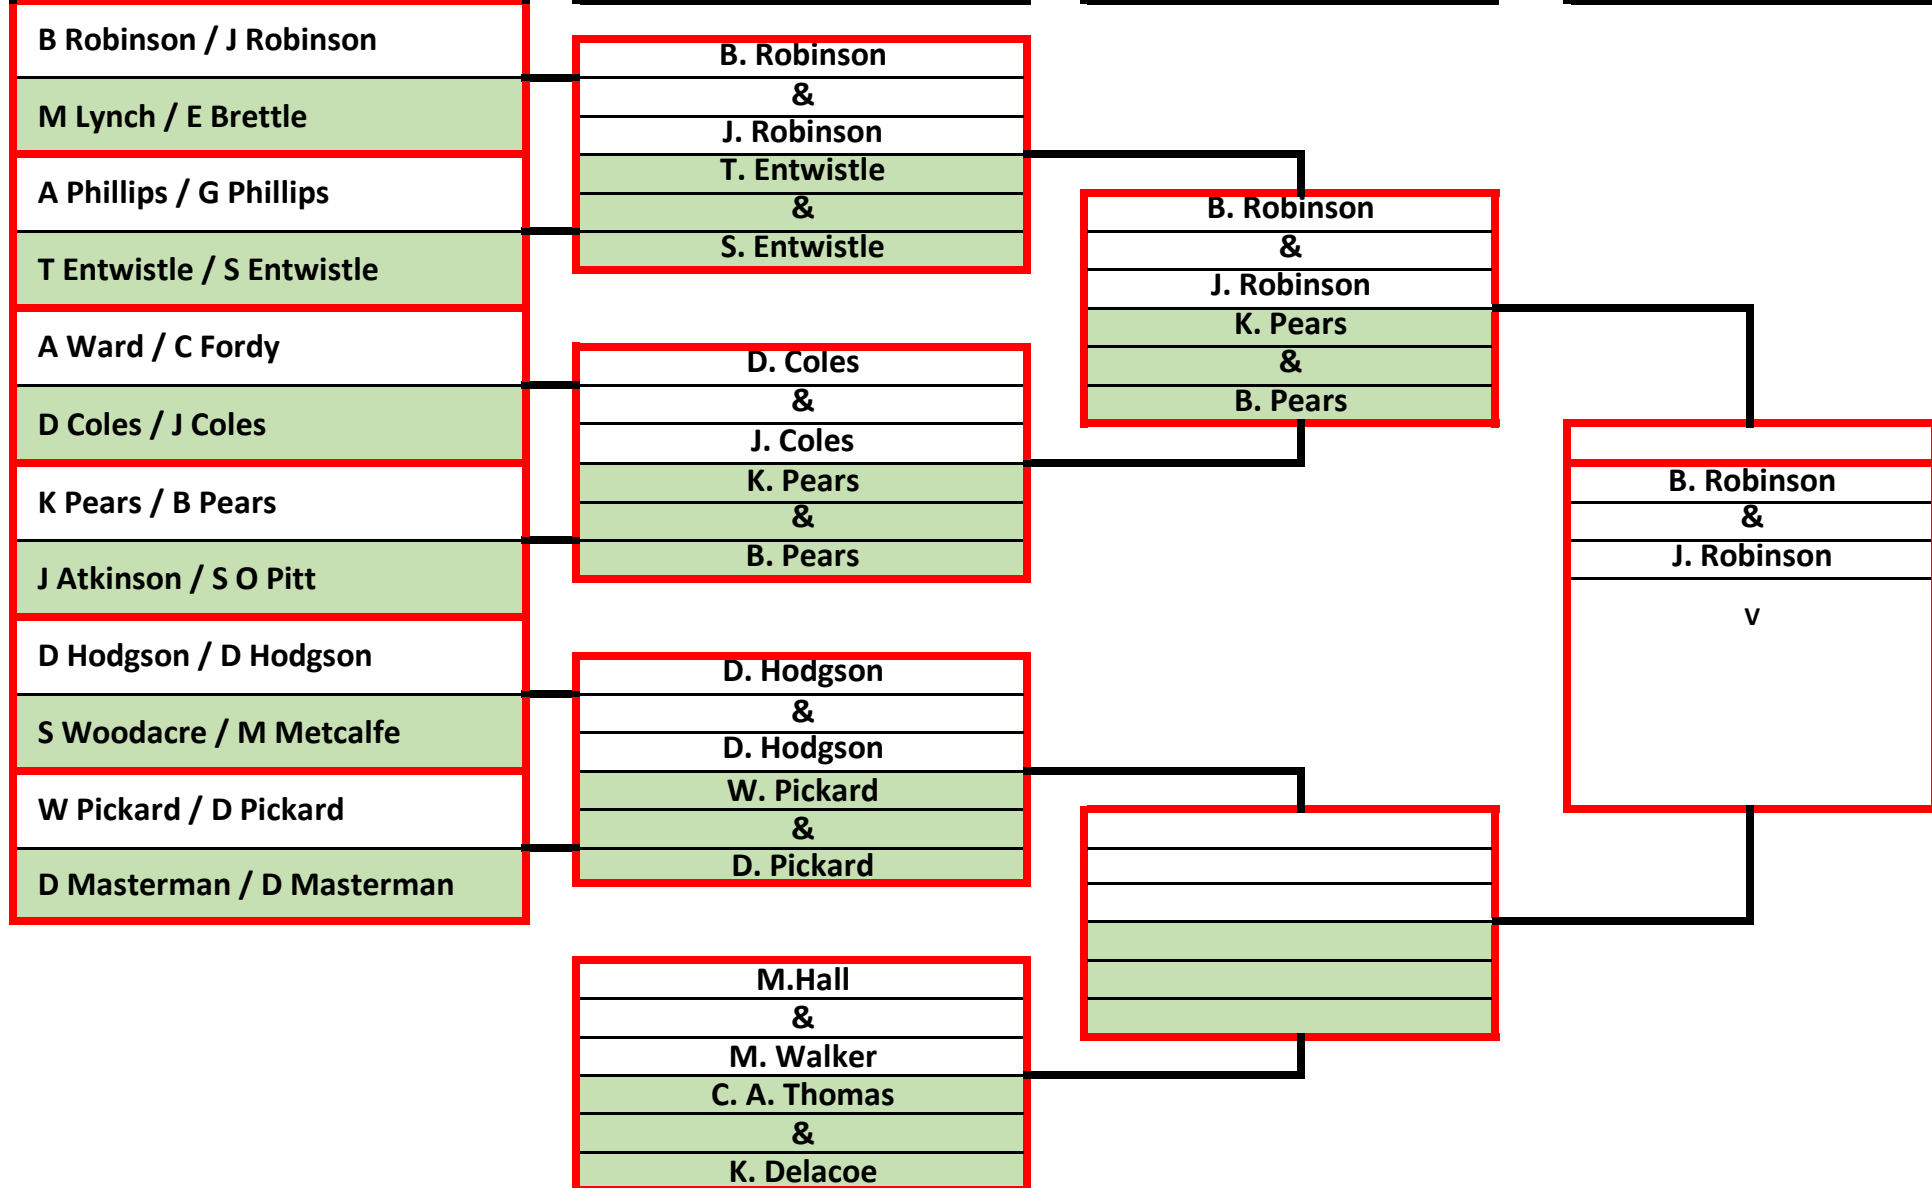 B Robinson / J Robinson
M Lynch / E Brettle
A Phillips / G Phillips
T Entwistle / S Entwistle
A Ward / C Fordy
D Coles / J Coles
K Pears / B Pears
J Atkinson / S O Pitt
D Hodgson / D Hodgson
S Woodacre / M Metcalfe
W Pickard / D Pickard
D Masterman / D Masterman
B. Robinson
&
J. Robinson
T. Entwistle
&
S. Entwistle
D. Coles
&
J. Coles
K. Pears
&
B. Pears
D. Hodgson
&
D. Hodgson
W. Pickard
&
D. Pickard
M.Hall
&
M. Walker
C. A. Thomas
&
K. Delacoe
B. Robinson
&
J. Robinson
K. Pears
&
B. Pears
B. Robinson
&
J. Robinson
v